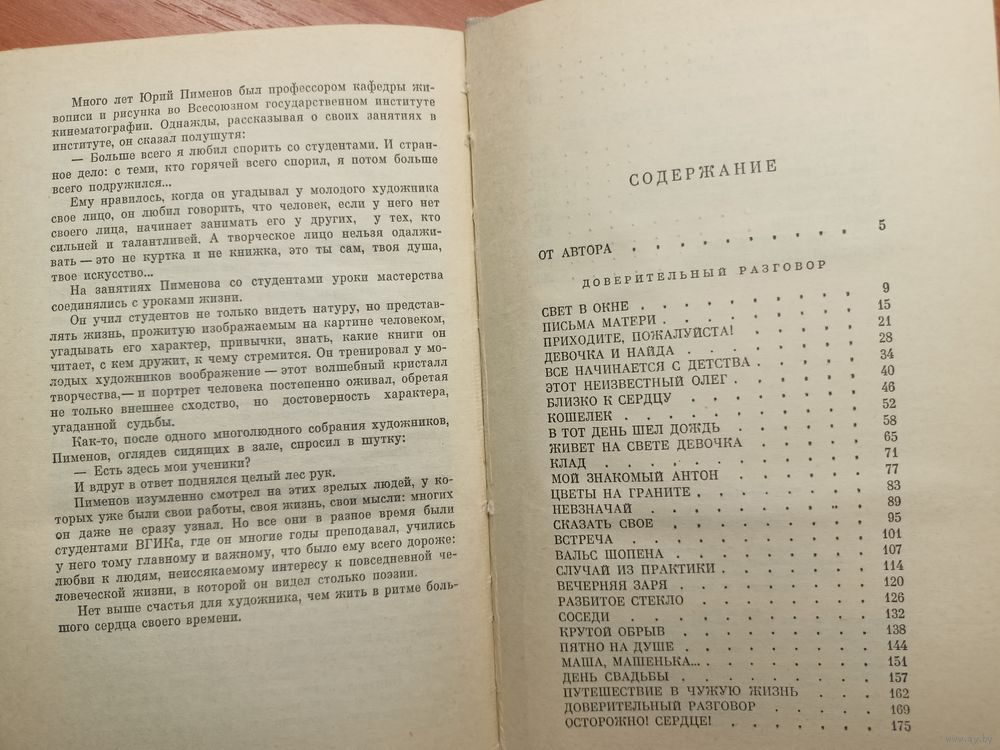 Много лет Юрий Пименов был профессором кафедры жи-
вописи и рисунка во Всесоюзном государственном институте
кинематографии. Однажды, рассказывая о своих занятиях в
институте, он сказал полушутя:
— Больше всего я любил спорить со студентами. И стран-
ное дело: с теми, кто горячей всего спорил, я потом больше
всего подружился...
Ему нравилось, когда он угадывал у молодого художника
свое лицо, он любил говорить, что человек, если у него нет
своего лица, начинает занимать его у других, у тех, кто
сильней и талантливей. А творческое лицо нельзя одалжи-
вать — это не куртка и не книжка, это ты сам, твоя душа,
твое искусство...
На занятиях Пименова со студентами уроки мастерства
соединялись с уроками жизни.
Он учил студентов не только видеть натуру, но представ-
лять жизнь, прожитую изображаемым на картине человеком,
угадывать его характер, привычки, знать, какие книги он
читает, с кем дружит, к чему стремится. Он тренировал у мо-
лодых художников воображение — этот волшебный кристалл
творчества,— и портрет человека постепенно оживал, обретая
не только внешнее сходство, но достоверность характера,
угаданной судьбы.
Как-то, после одного многолюдного собрания художников,
Пименов, оглядев сидящих в зале, спросил в шутку:
— Есть здесь мои ученики?
И вдруг в ответ поднялся целый лес рук.
Пименов изумленно смотрел на этих зрелых людей, у ко-
торых уже были свои работы, своя жизнь, свои мысли: многих
он даже не сразу узнал. Но все они в разное время были
студентами ВГИКа, где он многие годы преподавал, учились
у него тому главному и важному, что было ему всего дороже:
любви к людям, неиссякаемому интересу к повседневной че-
ловеческой жизни, в которой он видел столько поэзии.
Нет выше счастья для художника, чем жить в ритме боль-
шого сердца своего времени.
СОДЕРЖАНИЕ
ОТ АВТОРА . . . . . . . . . 5
ДОВЕРИТЕЛЬНЫЙ РАЗГОВОР
СВЕТ В ОКНЕ . . . . . . . . . 9
ПИСЬМА МАТЕРИ . . . . . . . . 15
ПРИХОДИТЕ, ПОЖАЛУЙСТА! . . . . . 21
ДЕВОЧКА И НАЙДА . . . . . . . 28
ВСЕ НАЧИНАЕТСЯ С ДЕТСТВА . . . . 34
ЭТОТ НЕИЗВЕСТНЫЙ ОЛЕГ . . . . . 40
БЛИЗКО К СЕРДЦУ . . . . . . . 46
КОШЕЛЕК . . . . . . . . . 52
В ТОТ ДЕНЬ ШЕЛ ДОЖДЬ . . . . . 58
ЖИВЕТ НА СВЕТЕ ДЕВОЧКА . . . . . 65
КЛАД . . . . . . . . . . 71
МОЙ ЗНАКОМЫЙ АНТОН . . . . . 77
ЦВЕТЫ НА ГРАНИТЕ . . . . . . . 83
НЕВЗНАЧАЙ . . . . . . . . 89
СКАЗАТЬ СВОЕ . . . . . . . . 95
ВСТРЕЧА . . . . . . . . . 101
ВАЛЬС ШОПЕНА . . . . . . . . 107
СЛУЧАЙ ИЗ ПРАКТИКИ . . . . . . 114
ВЕЧЕРНЯЯ ЗАРЯ . . . . . . . . 120
РАЗБИТОЕ СТЕКЛО . . . . . . . 126
СОСЕДИ . . . . . . . . . 132
КРУТОЙ ОБРЫВ . . . . . . . . 138
ПЯТНО НА ДУШЕ . . . . . . . . 144
МАША, МАШЕНЬКА... . . . . . . . 151
ДЕНЬ СВАДЬБЫ . . . . . . . . 157
ПУТЕШЕСТВИЕ В ЧУЖУЮ ЖИЗНЬ . . . 162
ДОВЕРИТЕЛЬНЫЙ РАЗГОВОР . . . . . 169
ОСТОРОЖНО! СЕРДЦЕ! . . . . . . 175
www.ay.by